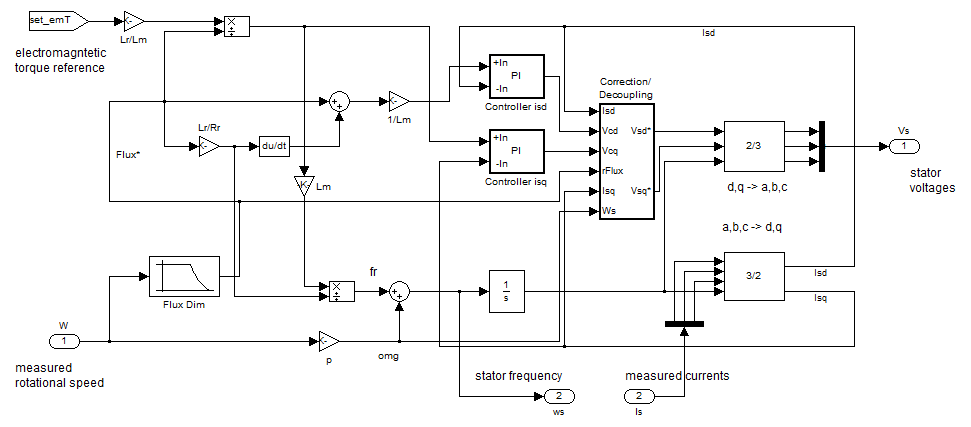 set_emT
K-
Lr/Lm
×
÷
electromagntetic
torque reference
Isd
+In
-In
PI
Controller isd
Correction/
Decoupling
+
+
K-
1/Lm
Lr/Rr
K-
du/dt
Flux*
+In
-In
PI
Controller isq
Isd
Vcd
Vcq
rFlux
Isq
Ws
Vsd*
Vsq*
2/3
d,q -> a,b,c
Vs
1
stator
voltages
-K-
Lm
a,b,c -> d,q
Flux Dim
×
÷
fr
+
+
1
s
3/2
Isd
Isq
W
1
K-
p
omg
measured
rotational speed
stator frequency
2
ws
measured currents
2
Is